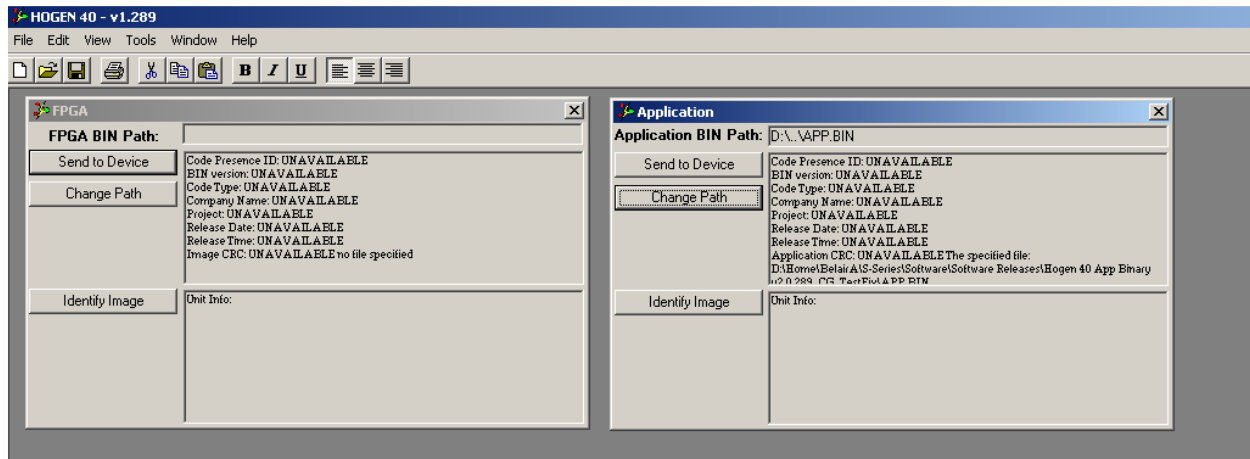 HOGEN 40 - v1.289
File Edit View Tools Window Help
B I U
FPGA
FPGA BIN Path:
Send to Device
Change Path
Code Presence ID: UNAVAILABLE
BIN version: UNAVAILABLE
Code Type: UNAVAILABLE
Company Name: UNAVAILABLE
Project: UNAVAILABLE
Release Date: UNAVAILABLE
Release Time: UNAVAILABLE
Image CRC: UNAVAILABLE no file specified
Identify Image
Unit Info:
Application
Application BIN Path: D:\..\APP.BIN
Send to Device
Change Path
Code Presence ID: UNAVAILABLE
BIN version: UNAVAILABLE
Code Type: UNAVAILABLE
Company Name: UNAVAILABLE
Project: UNAVAILABLE
Release Date: UNAVAILABLE
Release Time: UNAVAILABLE
Application CRC: UNAVAILABLE The specified file:
D:\Home\BelairA\S-Series\Software\Software Releases\Hogen 40 App Binary
v2.0.289_CG_TestFix\APP.BIN
Identify Image
Unit Info: